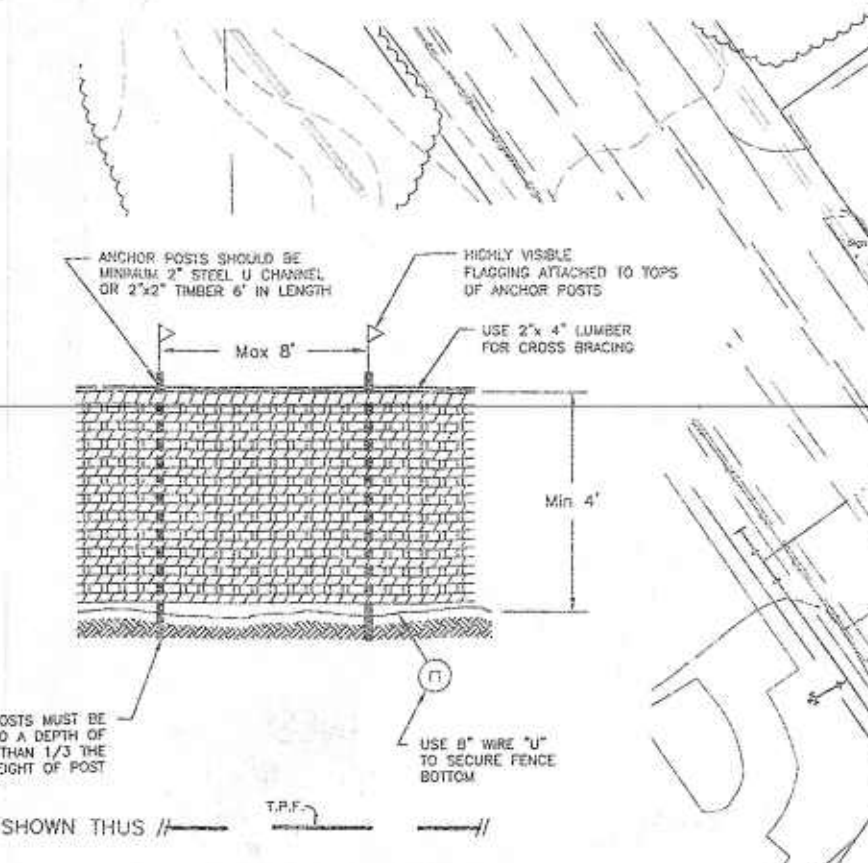 ANCHOR POSTS SHOULD BE
MINIMUM 2" STEEL U CHANNEL
OR 2"x2" TIMBER 6' IN LENGTH
HIGHLY VISIBLE
FLAGGING ATTACHED TO TOPS
OF ANCHOR POSTS
USE 2"x 4" LUMBER
FOR CROSS BRACING
Max 8'
Min 4'
OSTS MUST BE
O A DEPTH OF
THAN 1/3 THE
EIGHT OF POST
USE 8" WIRE "U"
TO SECURE FENCE
BOTTOM
SHOWN THUS
T.P.F.